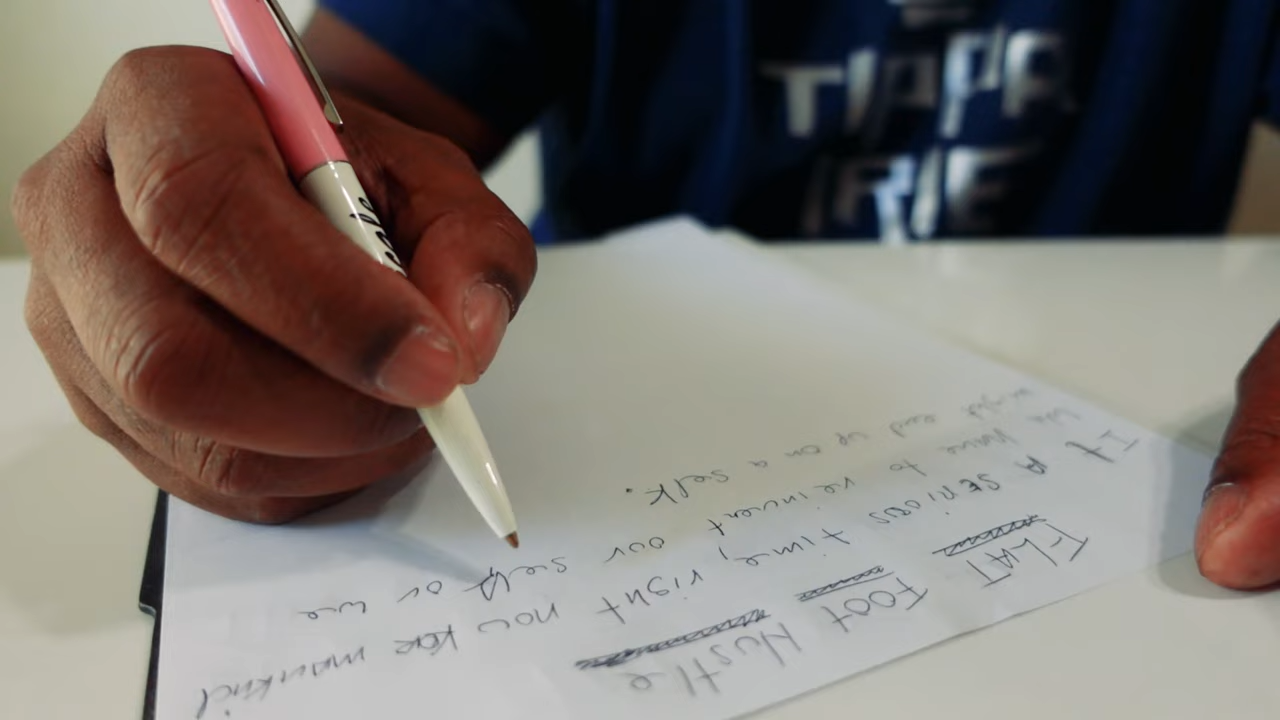 FLAT FOOT HUStle
It A SERIOUS time, right now for mankind
We have to reinvent our self or we
might end up on a selk.